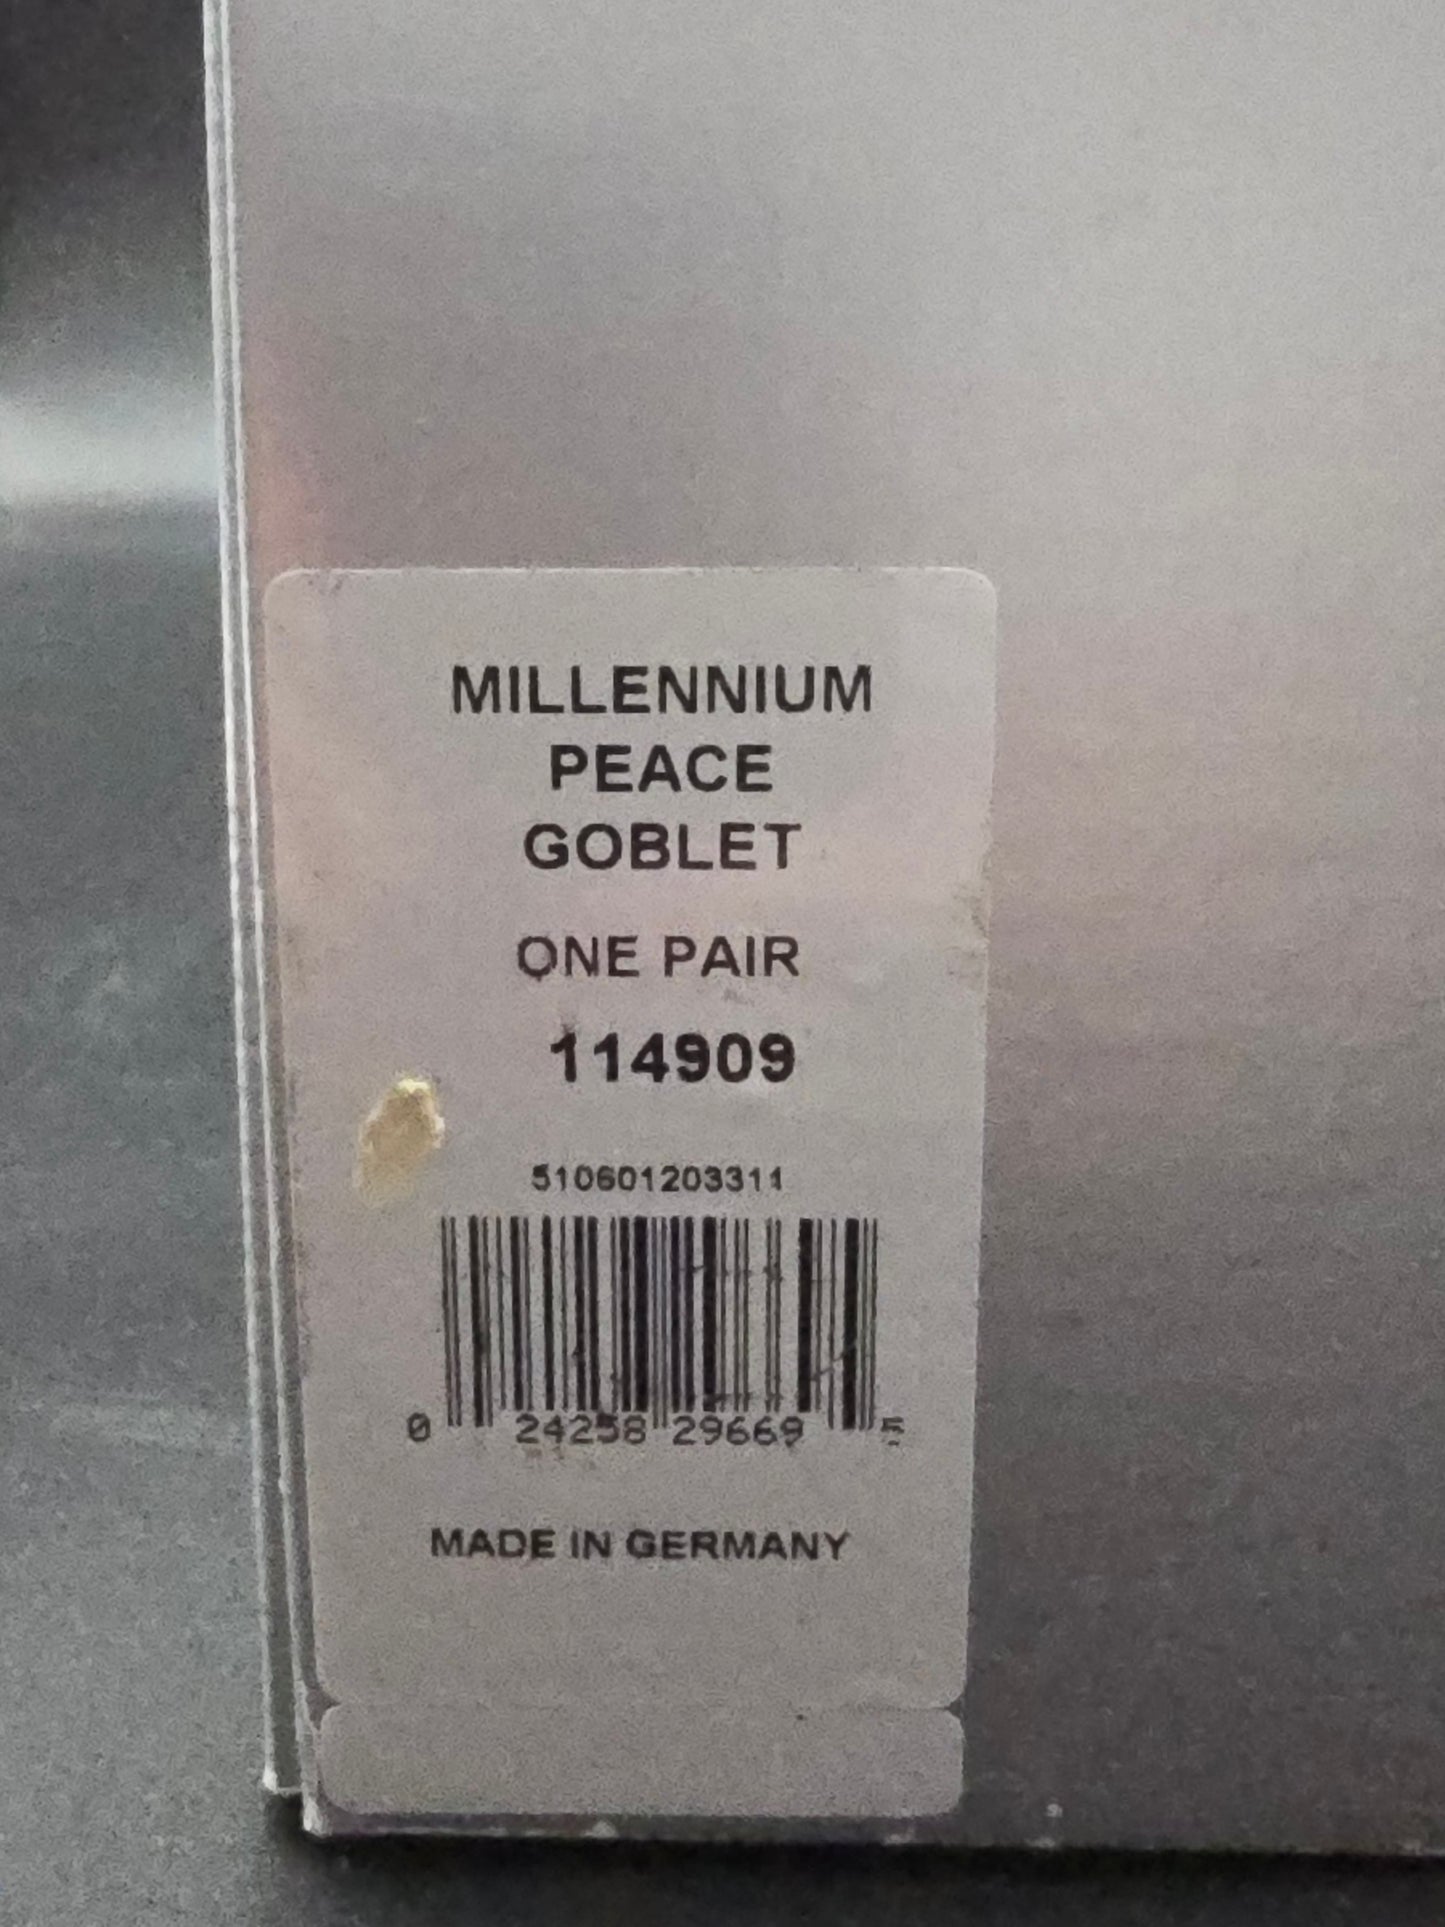 MILLENNIUM
PEACE
GOBLET
ONE PAIR
114909
510601203311
0 24258 29669 5
MADE IN GERMANY